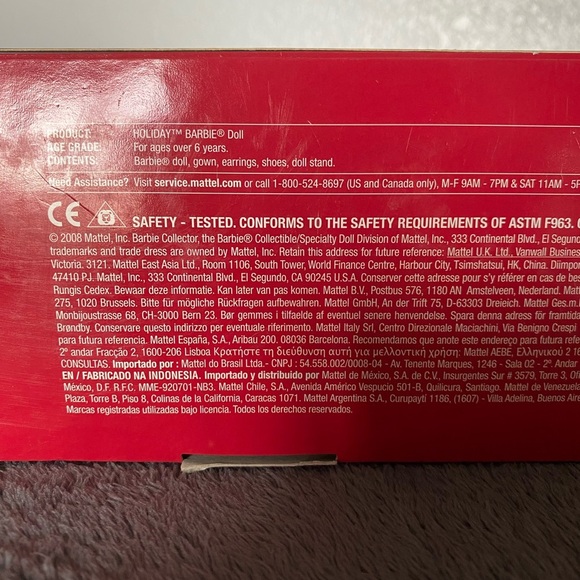 PRODUCT: HOLIDAY™ BARBIE® Doll
AGE GRADE: For ages over 6 years.
CONTENTS: Barbie® doll, gown, earrings, shoes, doll stand.
Need Assistance? Visit service.mattel.com or call 1-800-524-8697 (US and Canada only), M-F 9AM - 7PM & SAT 11AM - 5P
CE SAFETY - TESTED. CONFORMS TO THE SAFETY REQUIREMENTS OF ASTM F963.
© 2008 Mattel, Inc. Barbie Collector, the Barbie® Collectible/Specialty Doll Division of Mattel, Inc., 333 Continental Blvd., El Segundo
trademarks and trade dress are owned by Mattel, Inc. Retain this address for future reference: Mattel U.K. Ltd., Vanwall Business
Victoria. 3121. Mattel East Asia Ltd., Room 1106, South Tower, World Finance Centre, Harbour City, Tsimshatsui, HK, China. Diimpor
47410 PJ. Mattel, Inc., 333 Continental Blvd., El Segundo, CA 90245 U.S.A. Conserver cette adresse pour s'y référer en cas de bes
Rungis Cedex. Bewaar deze informatie. Kan later van pas komen. Mattel B.V., Postbus 576, 1180 AN Amstelveen, Nederland. Matt
275, 1020 Brussels. Bitte für mögliche Rückfragen aufbewahren. Mattel GmbH, An der Trift 75, D-63303 Dreieich. Mattel Ges.m.
Monbijoustrasse 68, CH-3000 Bern 23. Bør gemmes i tilfælde af eventuel senere henvendelse. Spara denna adress för framtida
Brøndby. Conservare questo indirizzo per eventuale riferimento. Mattel Italy Srl, Centro Direzionale Maciachini, Via Benigno Crespi
para futura referencia. Mattel España, S.A., Aribau 200. 08036 Barcelona. Recomendamos que anote este endereço para futura refe
2º andar Fracção 2, 1600-206 Lisboa Κρατήστε τη διεύθυνση αυτή για μελλοντική χρήση: Mattel AEBE, Ελληνικού 2
CONSULTAS. Importado por : Mattel do Brasil Ltda. - CNPJ : 54.558.002/0008-04 - Av. Tenente Marques, 1246 - Sala 02 - 2º. Andar
EN / FABRICADO NA INDONESIA. Importado y distribuido por Mattel de México, S.A. de C.V., Insurgentes Sur # 3579, Torre 3, Ofi
México, D.F. R.F.C. MME-920701-NB3. Mattel Chile, S.A., Avenida Américo Vespucio 501-B, Quilicura, Santiago. Mattel de Venezuela
Plaza, Torre B, Piso 8, Colinas de la California, Caracas 1071. Mattel Argentina S.A., Curupaytí 1186, (1607) - Villa Adelina, Buenos Aire
Marcas registradas utilizados bajo licencia. Todos los derechos reservados.